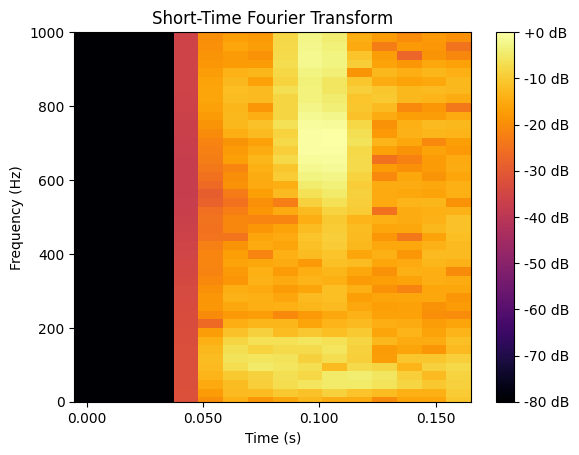 Short-Time Fourier Transform
1000
800
600
400
200
0
Frequency (Hz)
0.000
0.050
0.100
0.150
Time (s)
+0 dB
-10 dB
-20 dB
-30 dB
-40 dB
-50 dB
-60 dB
-70 dB
-80 dB